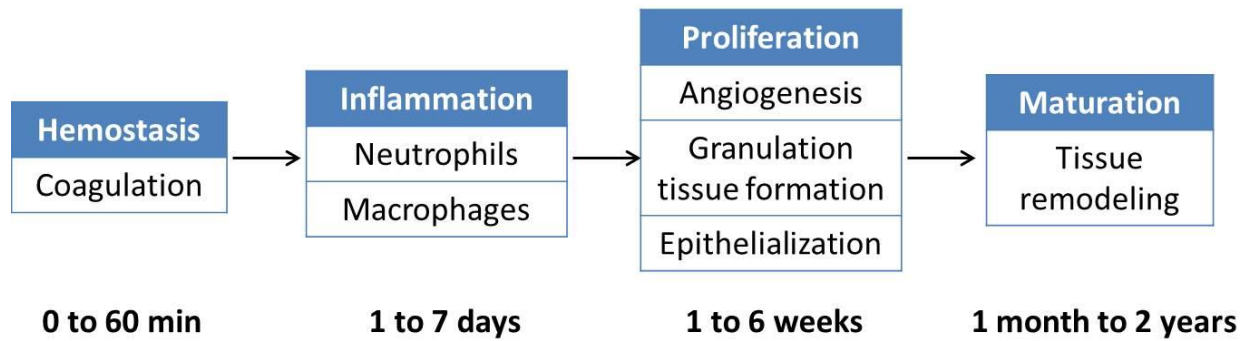 Hemostasis
Coagulation
0 to 60 min
Inflammation
Neutrophils
Macrophages
1 to 7 days
Proliferation
Angiogenesis
Granulation
tissue formation
Epithelialization
1 to 6 weeks
Maturation
Tissue
remodeling
1 month to 2 years